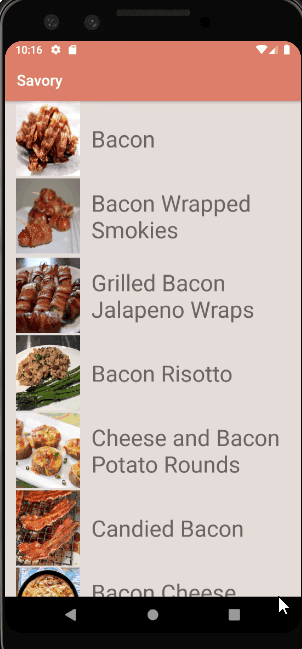 10:16
Savory
Bacon
Bacon Wrapped
Smokies
Grilled Bacon
Jalapeno Wraps
Bacon Risotto
Cheese and Bacon
Potato Rounds
Candied Bacon
Bacon Cheese